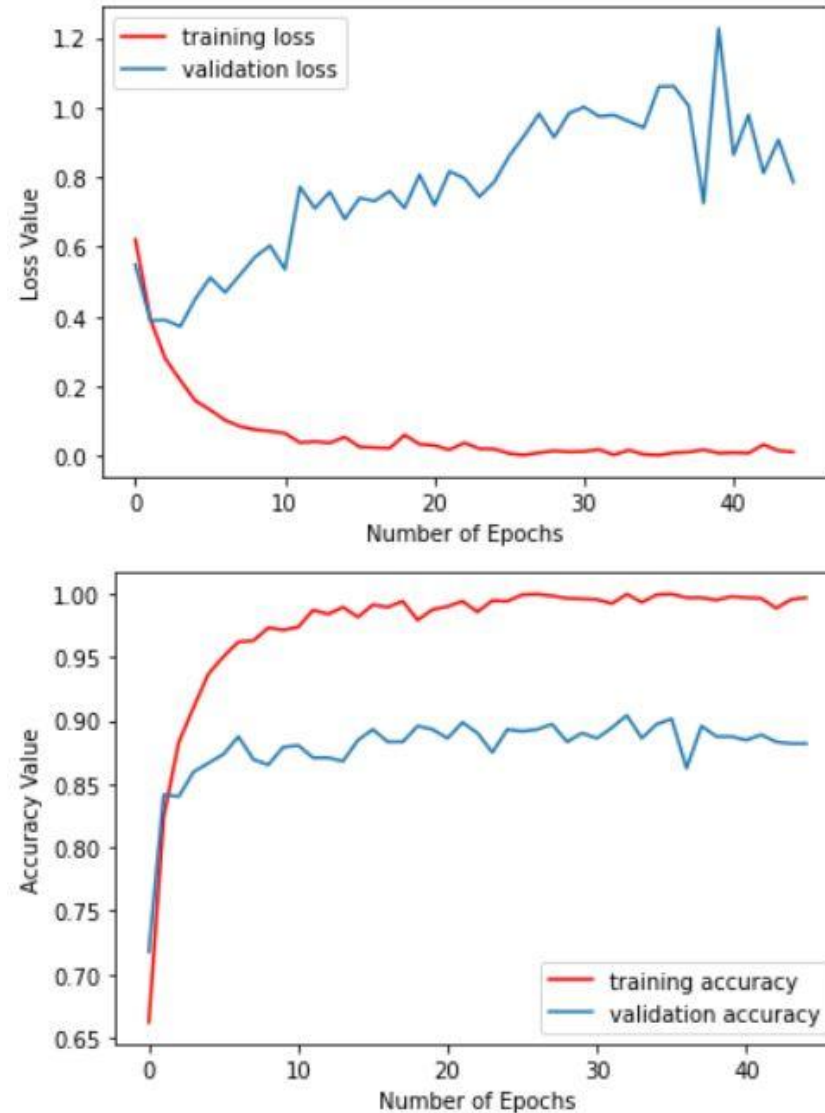 1.2
training loss
validation loss
1.0
0.8
0.6
0.4
0.2
0.0
Loss Value
0 10 20 30 40
Number of Epochs
1.00
0.95
0.90
0.85
0.80
0.75
0.70
0.65
Accuracy Value
training accuracy
validation accuracy
0 10 20 30 40
Number of Epochs